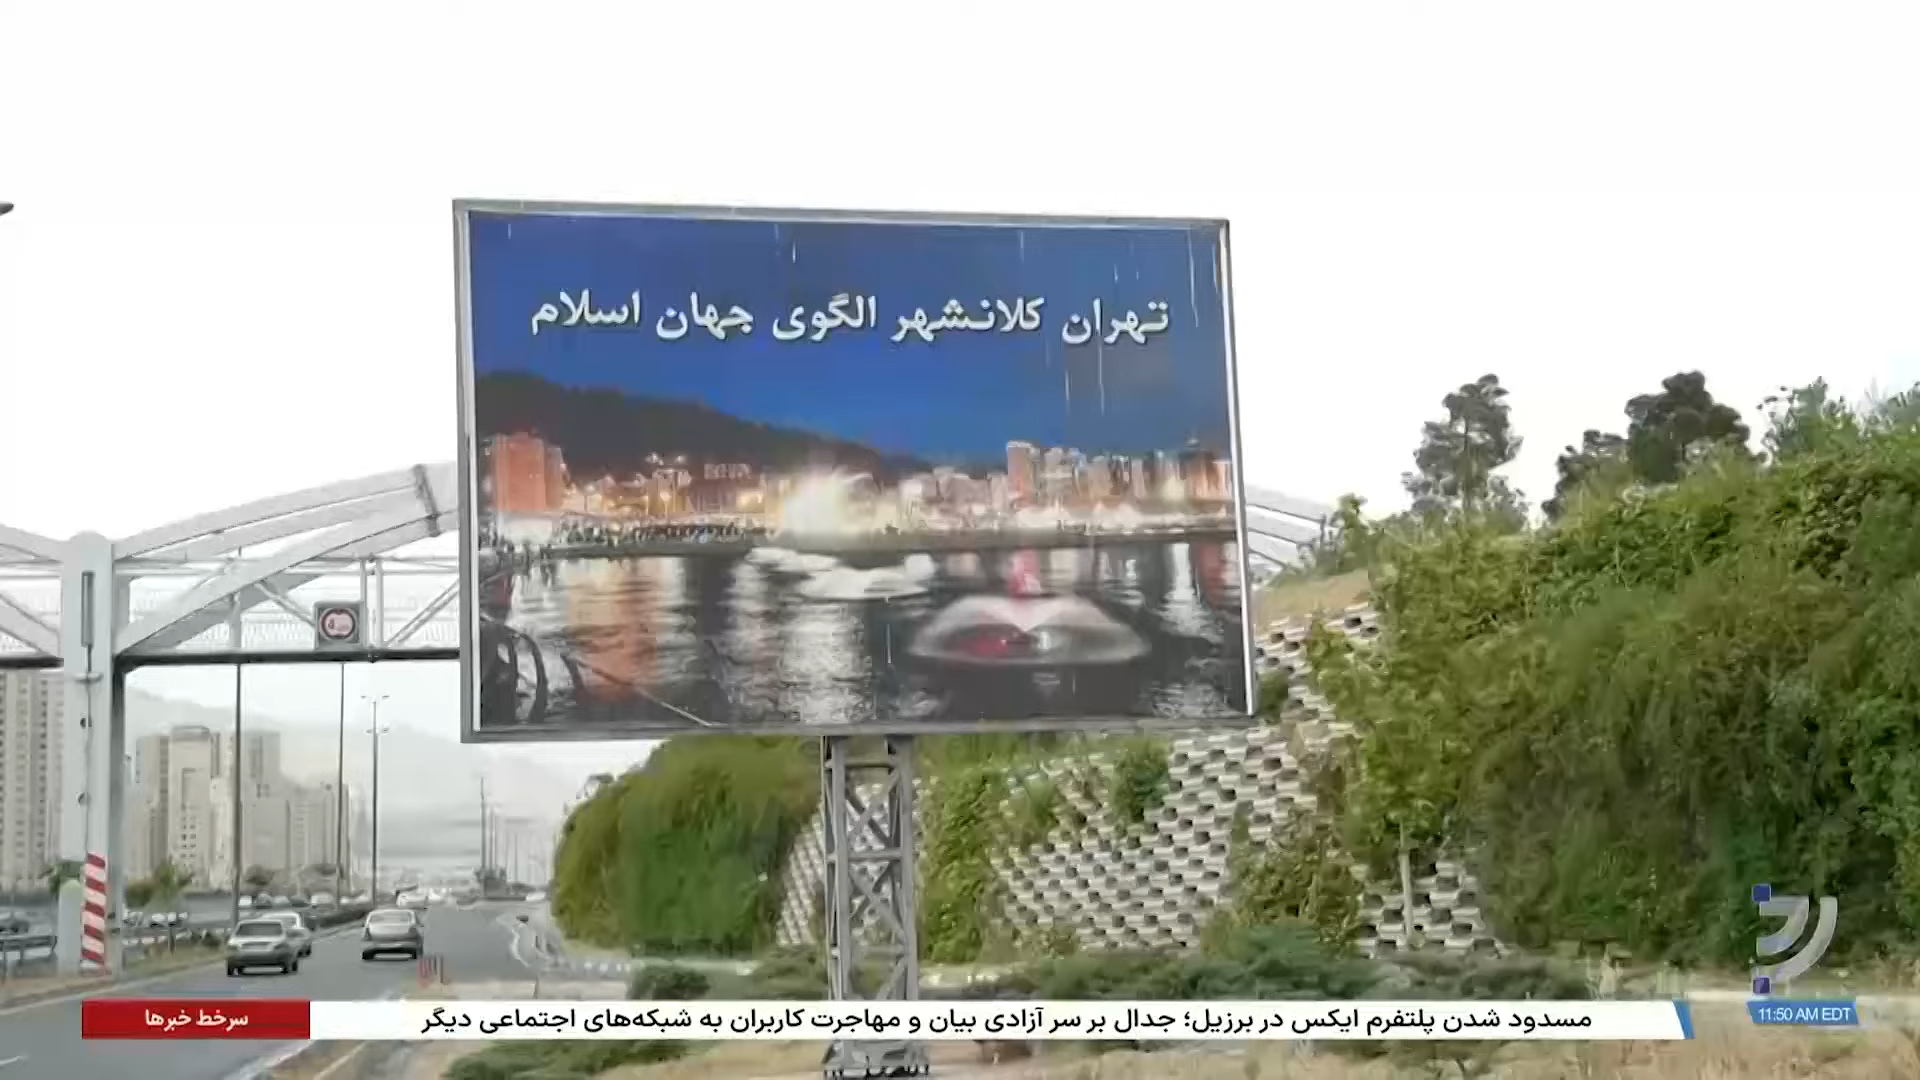 تهران کلانشهر الگوی جهان اسلام
سرخط خبرها
مسدود شدن پلتفرم ایکس در برزیل؛ جدال بر سر آزادی بیان و مهاجرت کاربران به شبکه‌های اجتماعی دیگر
11:50 AM EDT